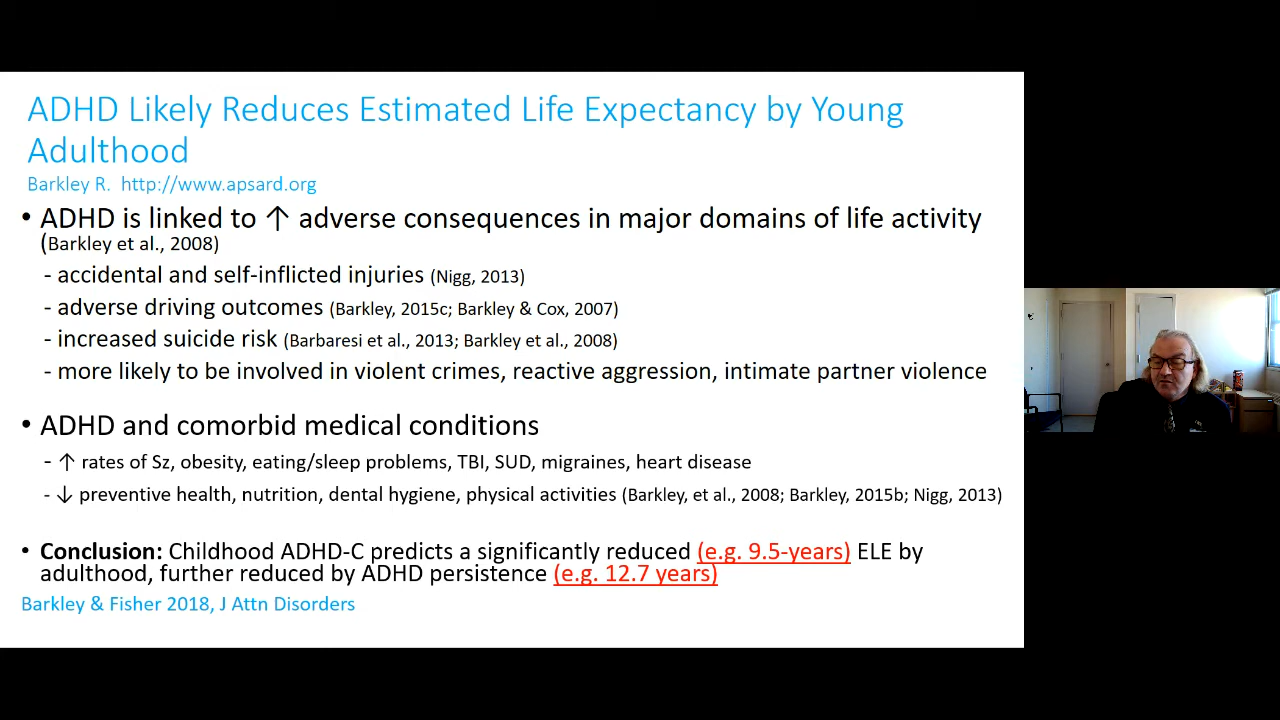 ADHD Likely Reduces Estimated Life Expectancy by Young
Adulthood
Barkley R. http://www.apsard.org
• ADHD is linked to ↑ adverse consequences in major domains of life activity
(Barkley et al., 2008)
- accidental and self-inflicted injuries (Nigg, 2013)
- adverse driving outcomes (Barkley, 2015c; Barkley & Cox, 2007)
- increased suicide risk (Barbaresi et al., 2013; Barkley et al., 2008)
- more likely to be involved in violent crimes, reactive aggression, intimate partner violence
• ADHD and comorbid medical conditions
- ↑ rates of Sz, obesity, eating/sleep problems, TBI, SUD, migraines, heart disease
- ↓ preventive health, nutrition, dental hygiene, physical activities (Barkley, et al., 2008; Barkley, 2015b; Nigg, 2013)
• Conclusion: Childhood ADHD-C predicts a significantly reduced (e.g. 9.5-years) ELE by
adulthood, further reduced by ADHD persistence (e.g. 12.7 years)
Barkley & Fisher 2018, J Attn Disorders